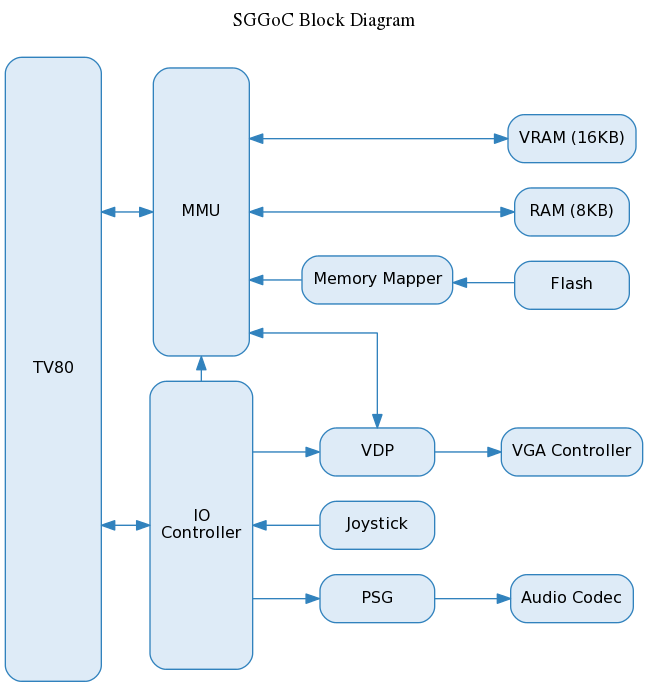 SGGoC Block Diagram
VRAM (16KB)
MMU
RAM (8KB)
Memory Mapper
Flash
TV80
VDP
VGA Controller
IO
Controller
Joystick
PSG
Audio Codec